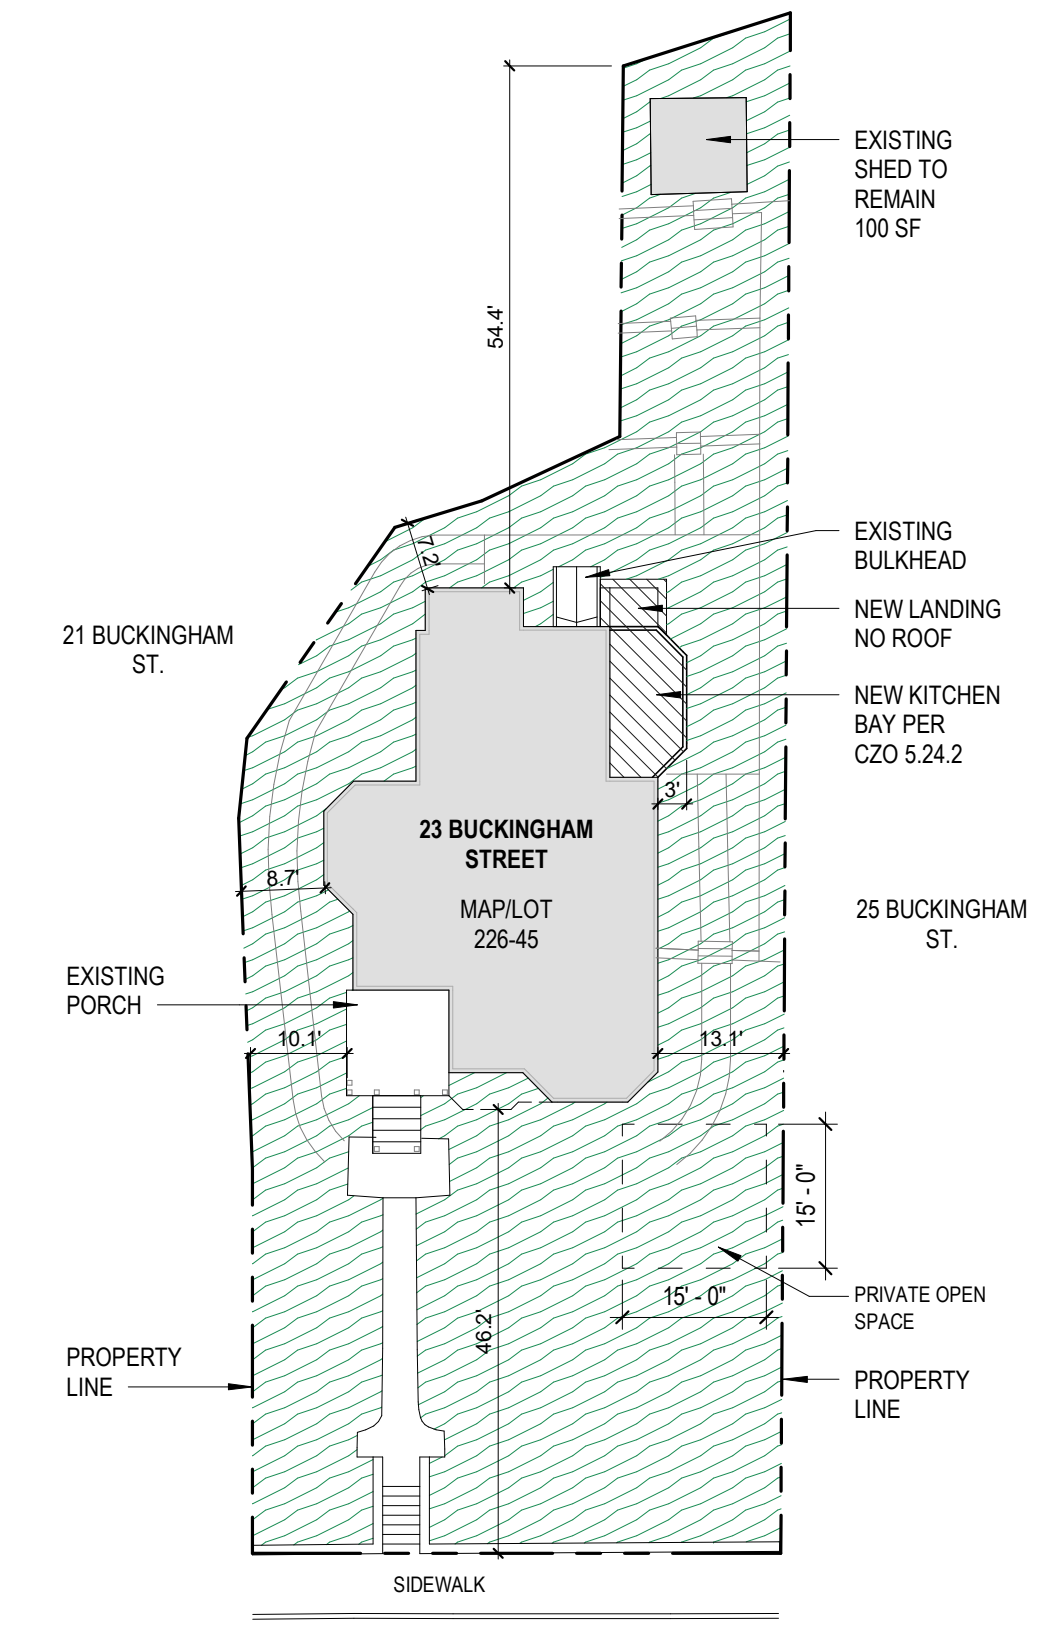 EXISTING
SHED TO
REMAIN
100 SF
54.4'
7.2'
EXISTING
BULKHEAD
NEW LANDING
NO ROOF
21 BUCKINGHAM
ST.
NEW KITCHEN
BAY PER
CZO 5.24.2
3'
23 BUCKINGHAM
STREET
MAP/LOT
226-45
8.7'
25 BUCKINGHAM
ST.
EXISTING
PORCH
10.1'
13.1'
15' - 0"
15' - 0"
PRIVATE OPEN
SPACE
46.2'
PROPERTY
LINE
PROPERTY
LINE
SIDEWALK